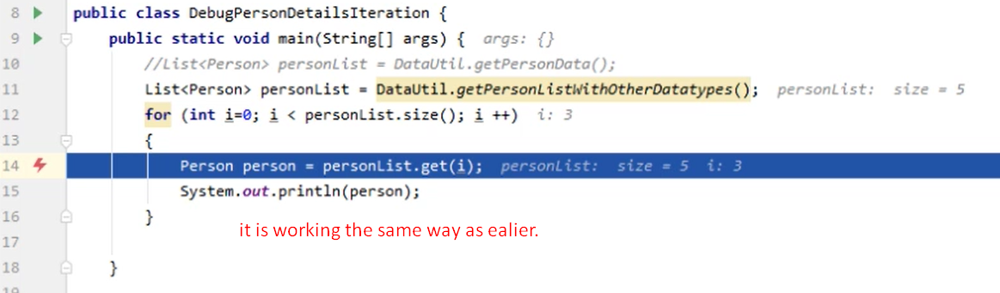 8 public class DebugPersonDetailsIteration {
9 public static void main(String[] args) { args: {}
10 //List<Person> personList = DataUtil.getPersonData();
11 List<Person> personList = DataUtil.getPersonListWithOtherDatatypes(); personList: size = 5
12 for (int i=0; i < personList.size(); i ++) i: 3
13 {
14 Person person = personList.get(i); personList: size = 5 i: 3
15 System.out.println(person);
16 }
it is working the same way as ealier.
17
18 }
19